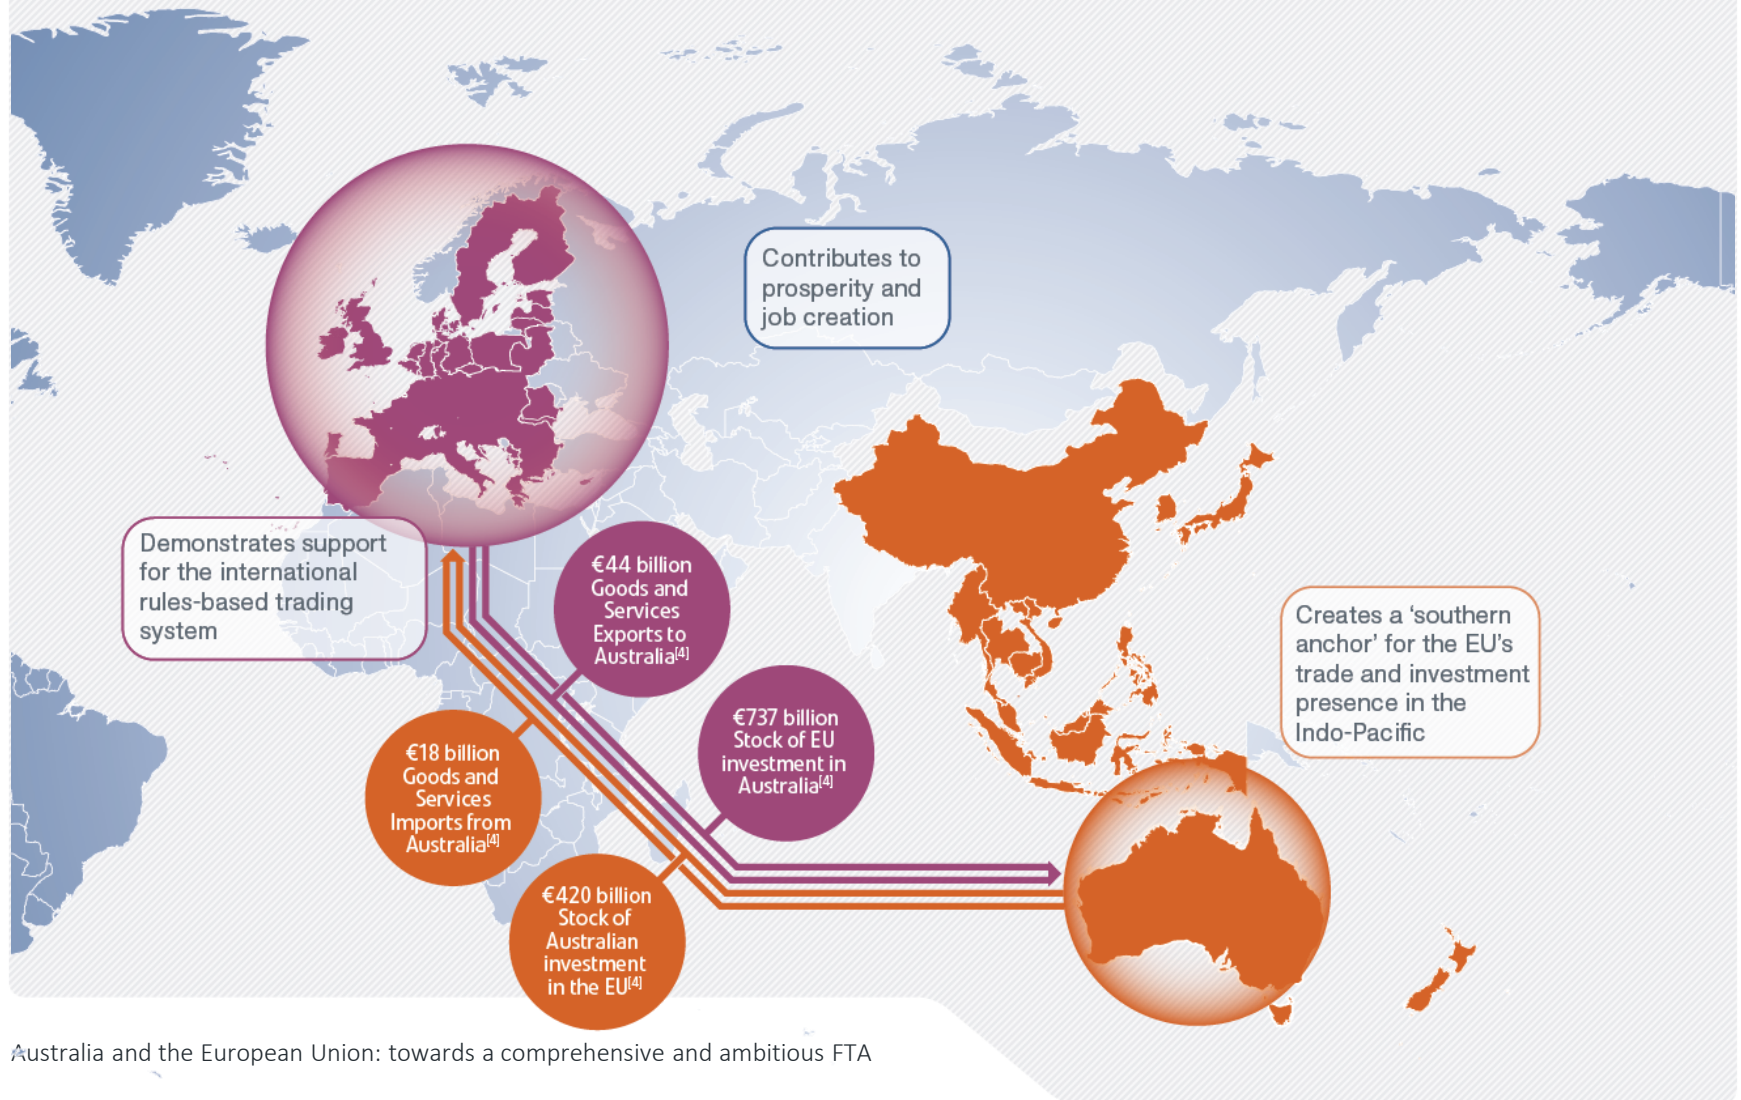 Contributes to
prosperity and
job creation
Demonstrates support
for the international
rules-based trading
system
€44 billion
Goods and
Services
Exports to
Australia[4]
€737 billion
Stock of EU
investment in
Australia[4]
€18 billion
Goods and
Services
Imports from
Australia[4]
€420 billion
Stock of
Australian
investment
in the EU[4]
Creates a ‘southern
anchor’ for the EU’s
trade and investment
presence in the
Indo-Pacific
Australia and the European Union: towards a comprehensive and ambitious FTA